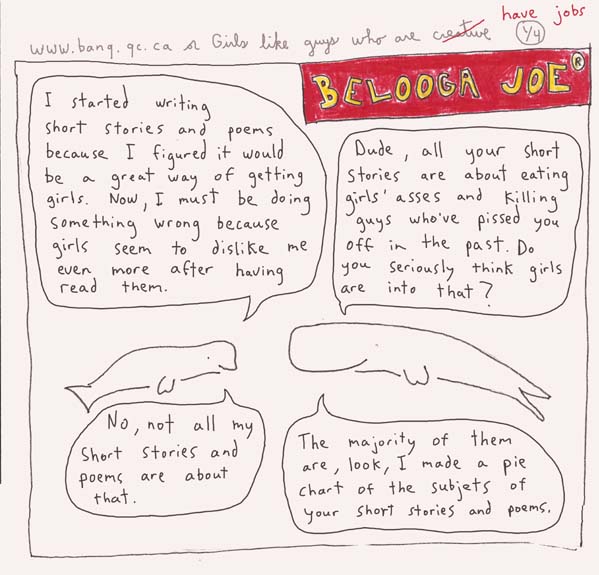 have jobs
www.banq.qc.ca or Girls like guys who are creative 1/4
BELOOGA JOE®
I started writing
short stories and poems
because I figured it would
be a great way of getting
girls. Now, I must be doing
something wrong because
girls seem to dislike me
even more after having
read them.
Dude, all your short
stories are about eating
girls' asses and killing
guys who've pissed you
off in the past. Do
you seriously think girls
are into that?
No, not all my
short stories and
poems are about
that.
The majority of them
are, look, I made a pie
chart of the subjets of
your short stories and poems.